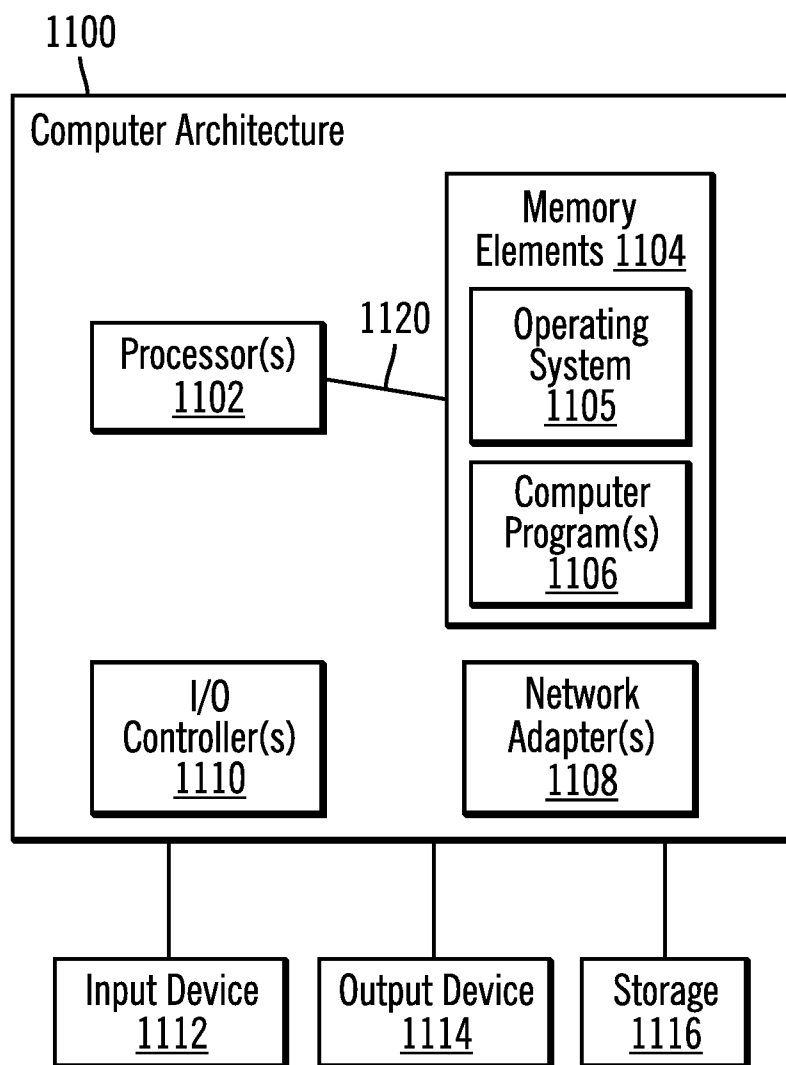 1100
Computer Architecture
Memory
Elements 1104
1120
Processor(s)
1102
Operating
System
1105
Computer
Program(s)
1106
I/O
Controller(s)
1110
Network
Adapter(s)
1108
Input Device
1112
Output Device
1114
Storage
1116